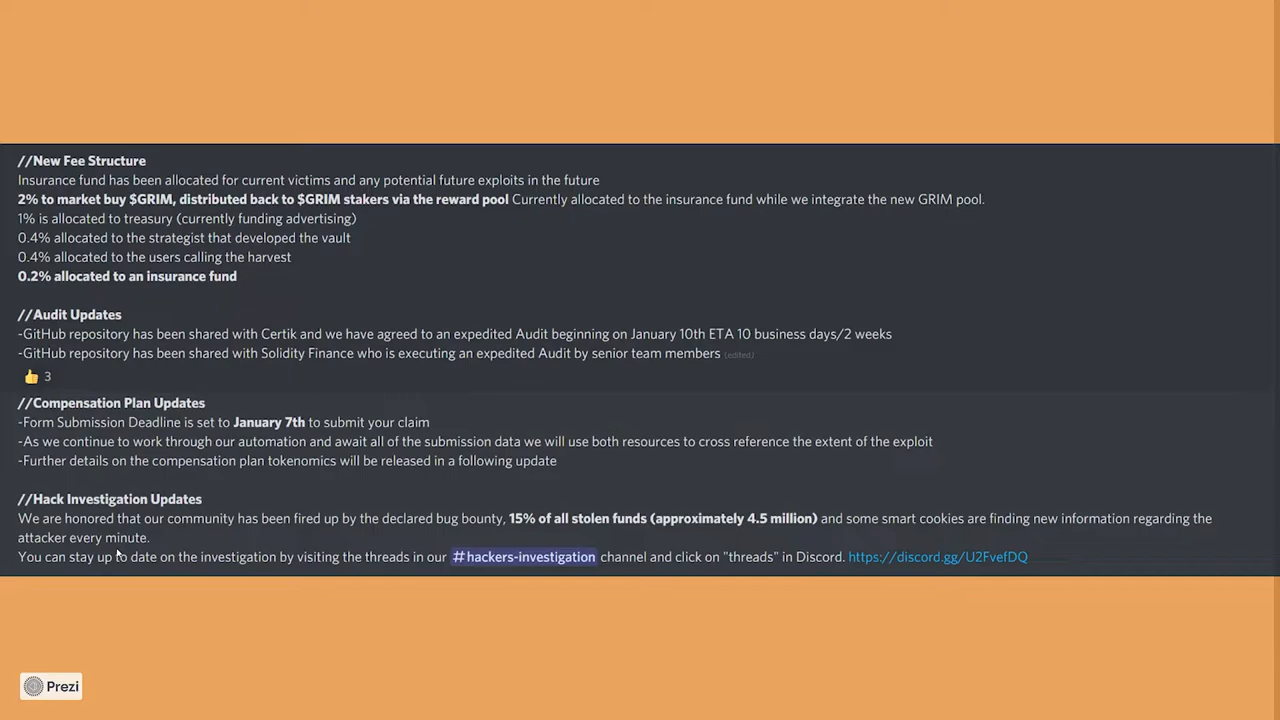 //New Fee Structure
Insurance fund has been allocated for current victims and any potential future exploits in the future
2% to market buy $GRIM, distributed back to $GRIM stakers via the reward pool Currently allocated to the insurance fund while we integrate the new GRIM pool.
1% is allocated to treasury (currently funding advertising)
0.4% allocated to the strategist that developed the vault
0.4% allocated to the users calling the harvest
0.2% allocated to an insurance fund
//Audit Updates
-GitHub repository has been shared with Certik and we have agreed to an expedited Audit beginning on January 10th ETA 10 business days/2 weeks
-GitHub repository has been shared with Solidity Finance who is executing an expedited Audit by senior team members (edited)
👍 3
//Compensation Plan Updates
-Form Submission Deadline is set to January 7th to submit your claim
-As we continue to work through our automation and await all of the submission data we will use both resources to cross reference the extent of the exploit
-Further details on the compensation plan tokenomics will be released in a following update
//Hack Investigation Updates
We are honored that our community has been fired up by the declared bug bounty, 15% of all stolen funds (approximately 4.5 million) and some smart cookies are finding new information regarding the
attacker every minute.
You can stay up to date on the investigation by visiting the threads in our #hackers-investigation channel and click on "threads" in Discord. https://discord.gg/U2FvefDQ
Prezi